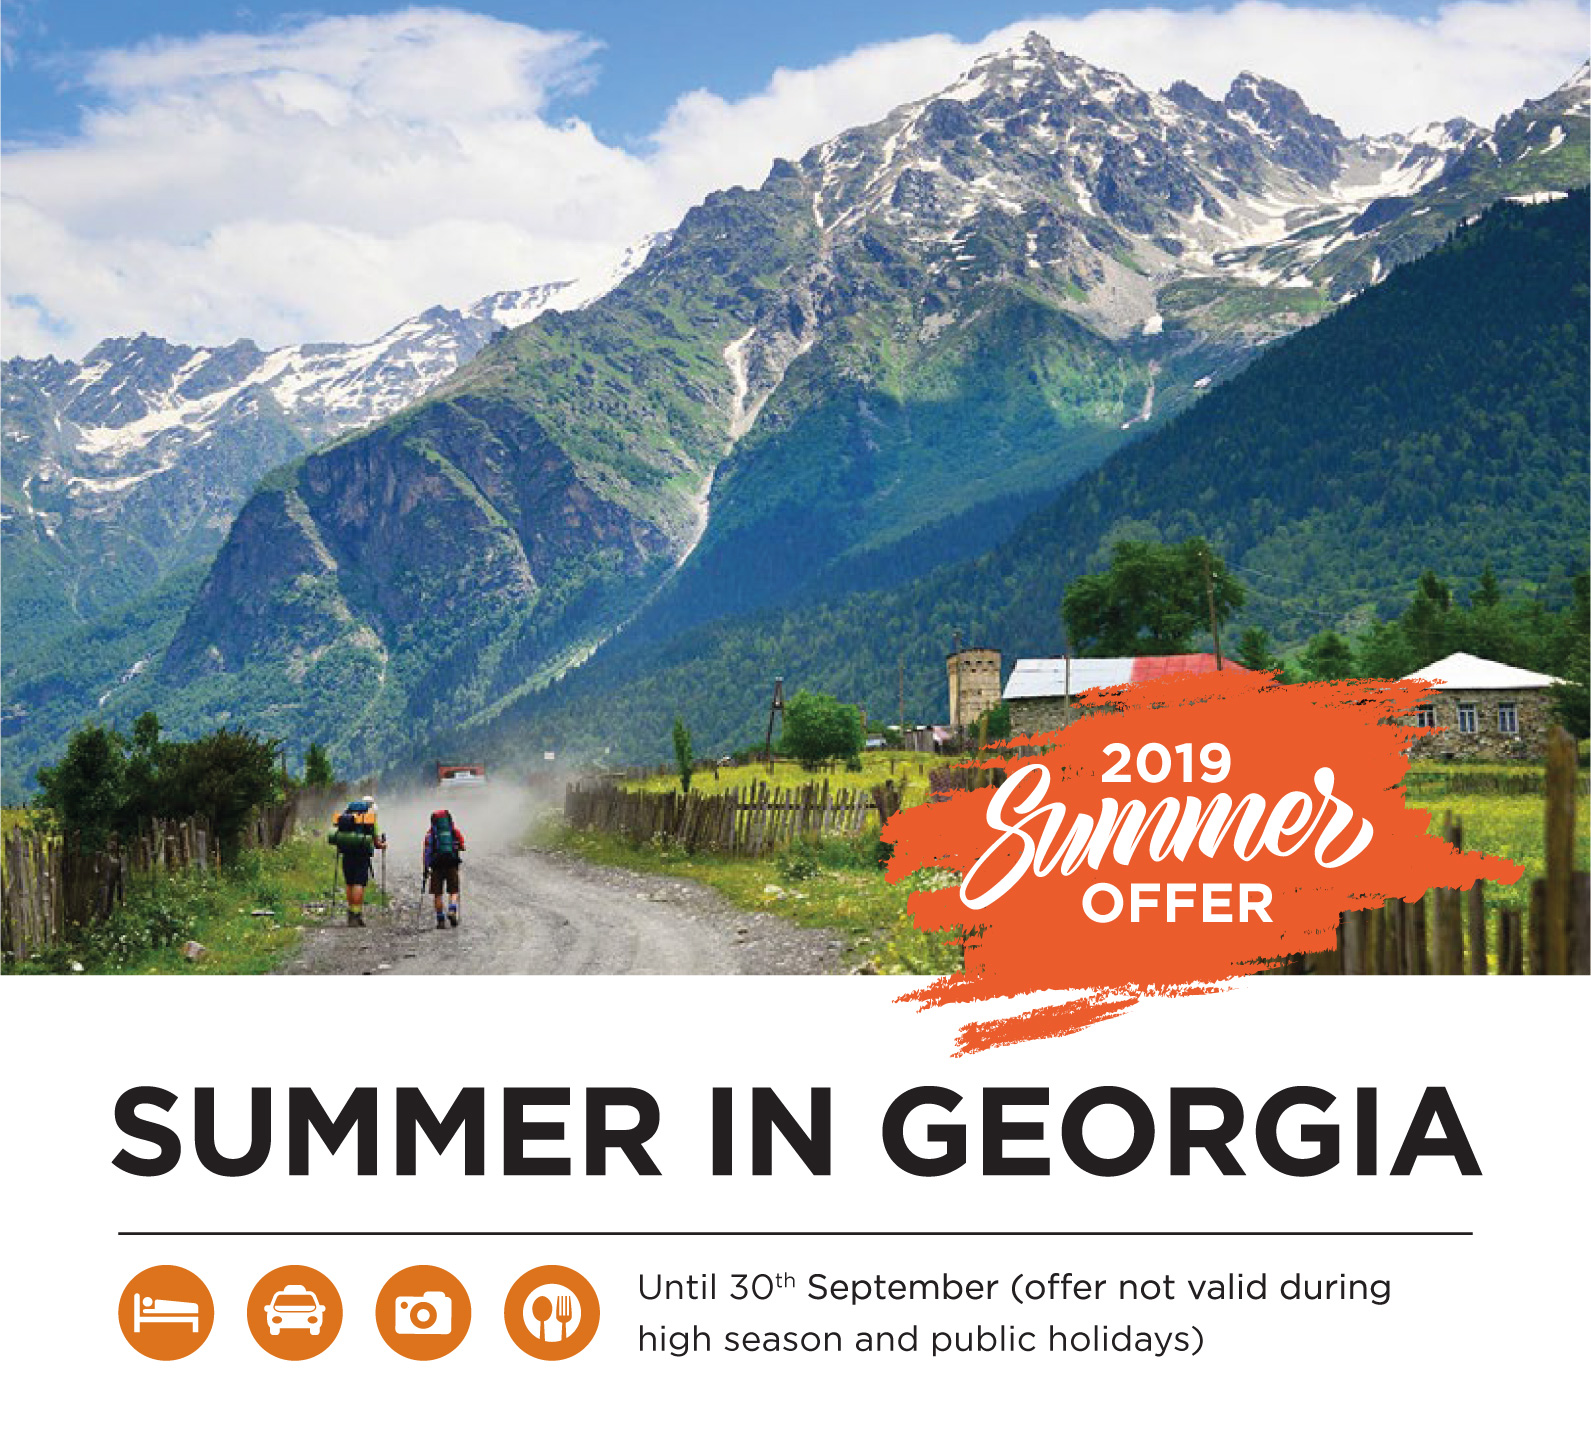 2019
Summer
OFFER
SUMMER IN GEORGIA
Until 30th September (offer not valid during
high season and public holidays)